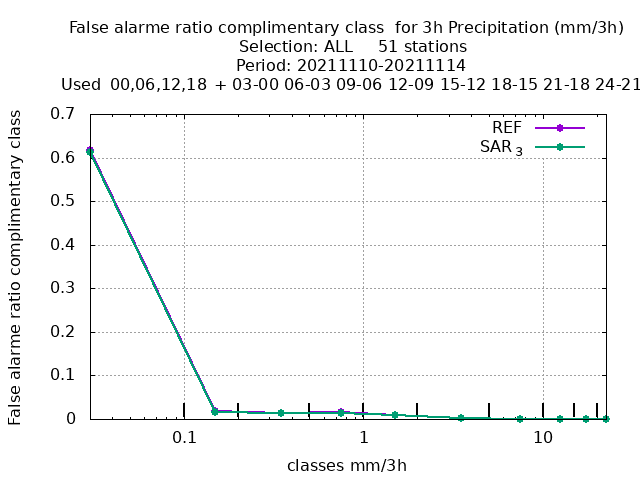 False alarme ratio complimentary class  for 3h Precipitation (mm/3h)
Selection: ALL     51 stations
Period: 20211110-20211114
Used  00,06,12,18  + 03-00 06-03 09-06 12-09 15-12 18-15 21-18 24-21
False alarme ratio complimentary class
0.7
0.6
0.5
0.4
0.3
0.2
0.1
0
REF
SAR 3
0.1
1
10
classes mm/3h